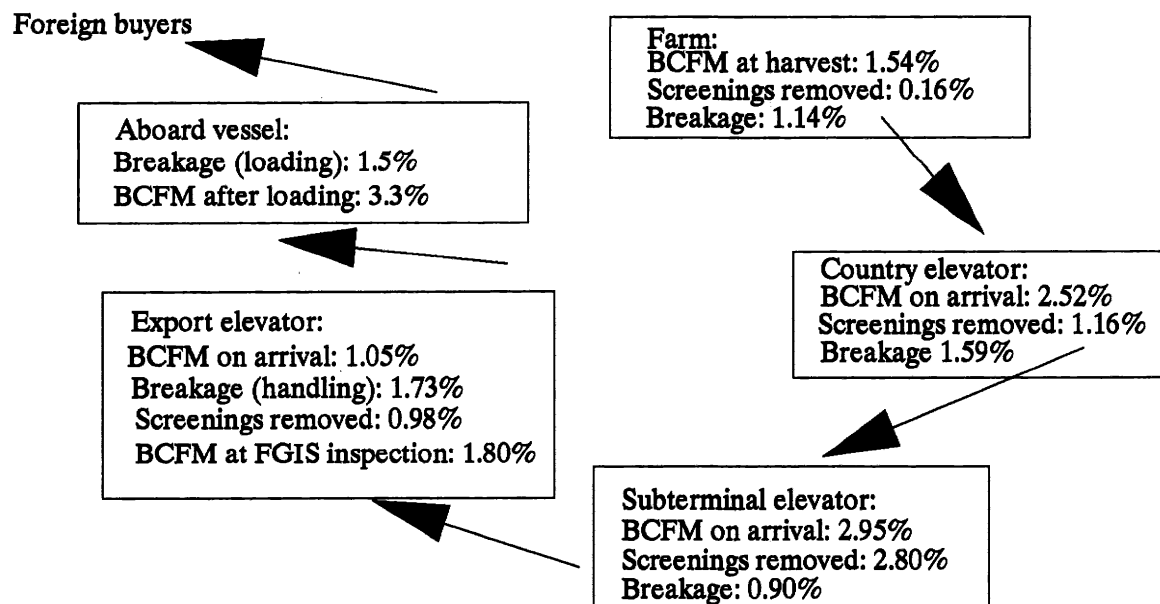 Foreign buyers
Farm:
BCFM at harvest: 1.54%
Screenings removed: 0.16%
Breakage: 1.14%
Aboard vessel:
Breakage (loading): 1.5%
BCFM after loading: 3.3%
Country elevator:
BCFM on arrival: 2.52%
Screenings removed: 1.16%
Breakage 1.59%
Export elevator:
BCFM on arrival: 1.05%
Breakage (handling): 1.73%
Screenings removed: 0.98%
BCFM at FGIS inspection: 1.80%
Subterminal elevator:
BCFM on arrival: 2.95%
Screenings removed: 2.80%
Breakage: 0.90%